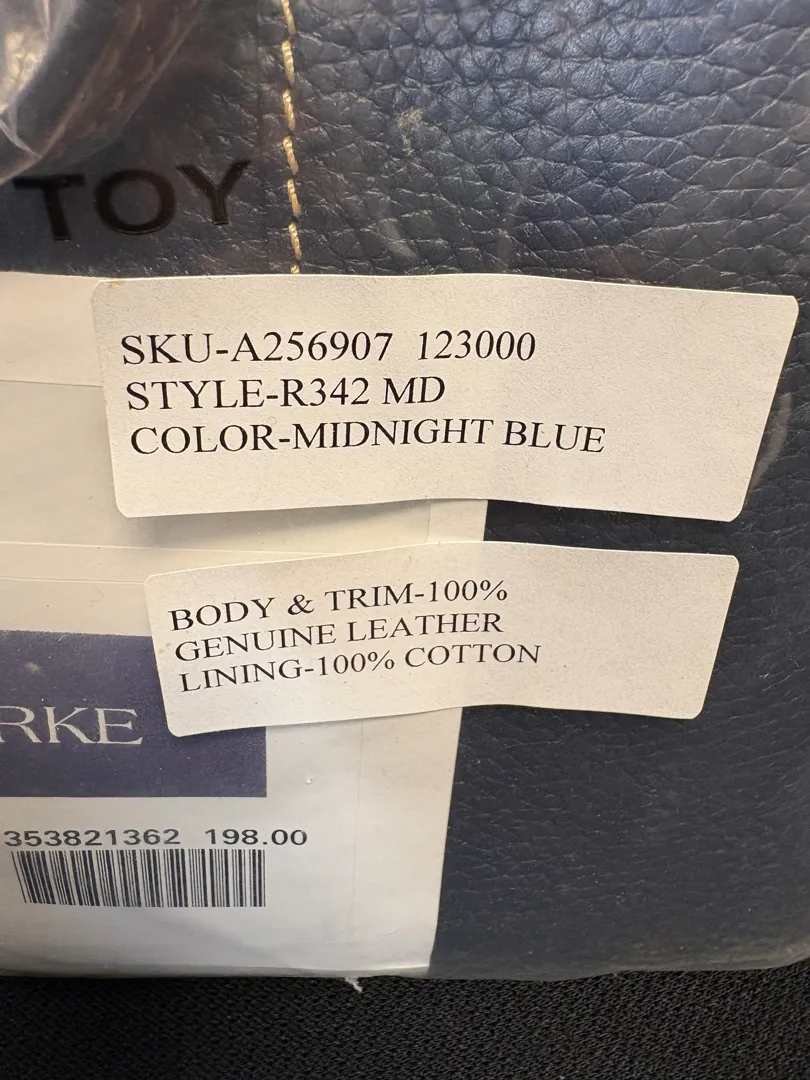 TOY
SKU-A256907 123000
STYLE-R342 MD
COLOR-MIDNIGHT BLUE
BODY & TRIM-100%
GENUINE LEATHER
LINING-100% COTTON
RKE
353821362 198.00